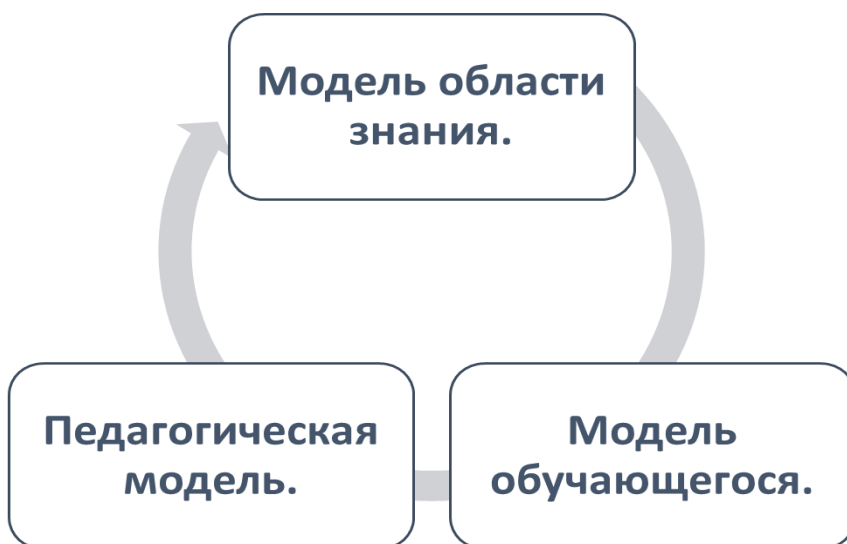 Модель области
знания.
Педагогическая
модель.
Модель
обучающегося.